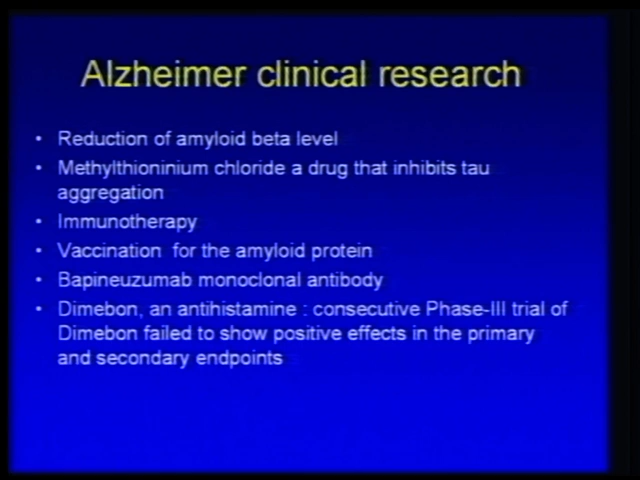 Alzheimer clinical research
• Reduction of amyloid beta level
• Methylthioninium chloride a drug that inhibits tau
aggregation
• Immunotherapy
• Vaccination for the amyloid protein
• Bapineuzumab monoclonal antibody
• Dimebon, an antihistamine : consecutive Phase-III trial of
Dimebon failed to show positive effects in the primary
and secondary endpoints